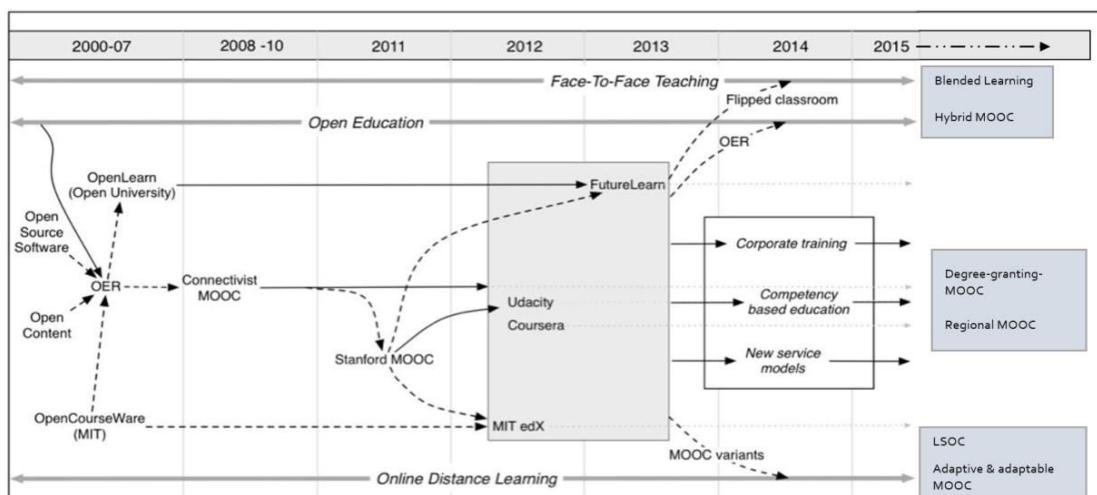 2000-07
2008 -10
2011
2012
2013
2014
2015
Face-To-Face Teaching
Blended Learning
Flipped classroom
Hybrid MOOC
Open Education
OER
OpenLearn
(Open University)
FutureLearn
Open
Source
Software
Corporate training
OER
Connectivist
MOOC
Degree-granting-
MOOC
Open
Content
Udacity
Competency
based education
Coursera
Regional MOOC
Stanford MOOC
New service
models
OpenCourseWare
(MIT)
MIT edX
LSOC
MOOC variants
Adaptive & adaptable
MOOC
Online Distance Learning